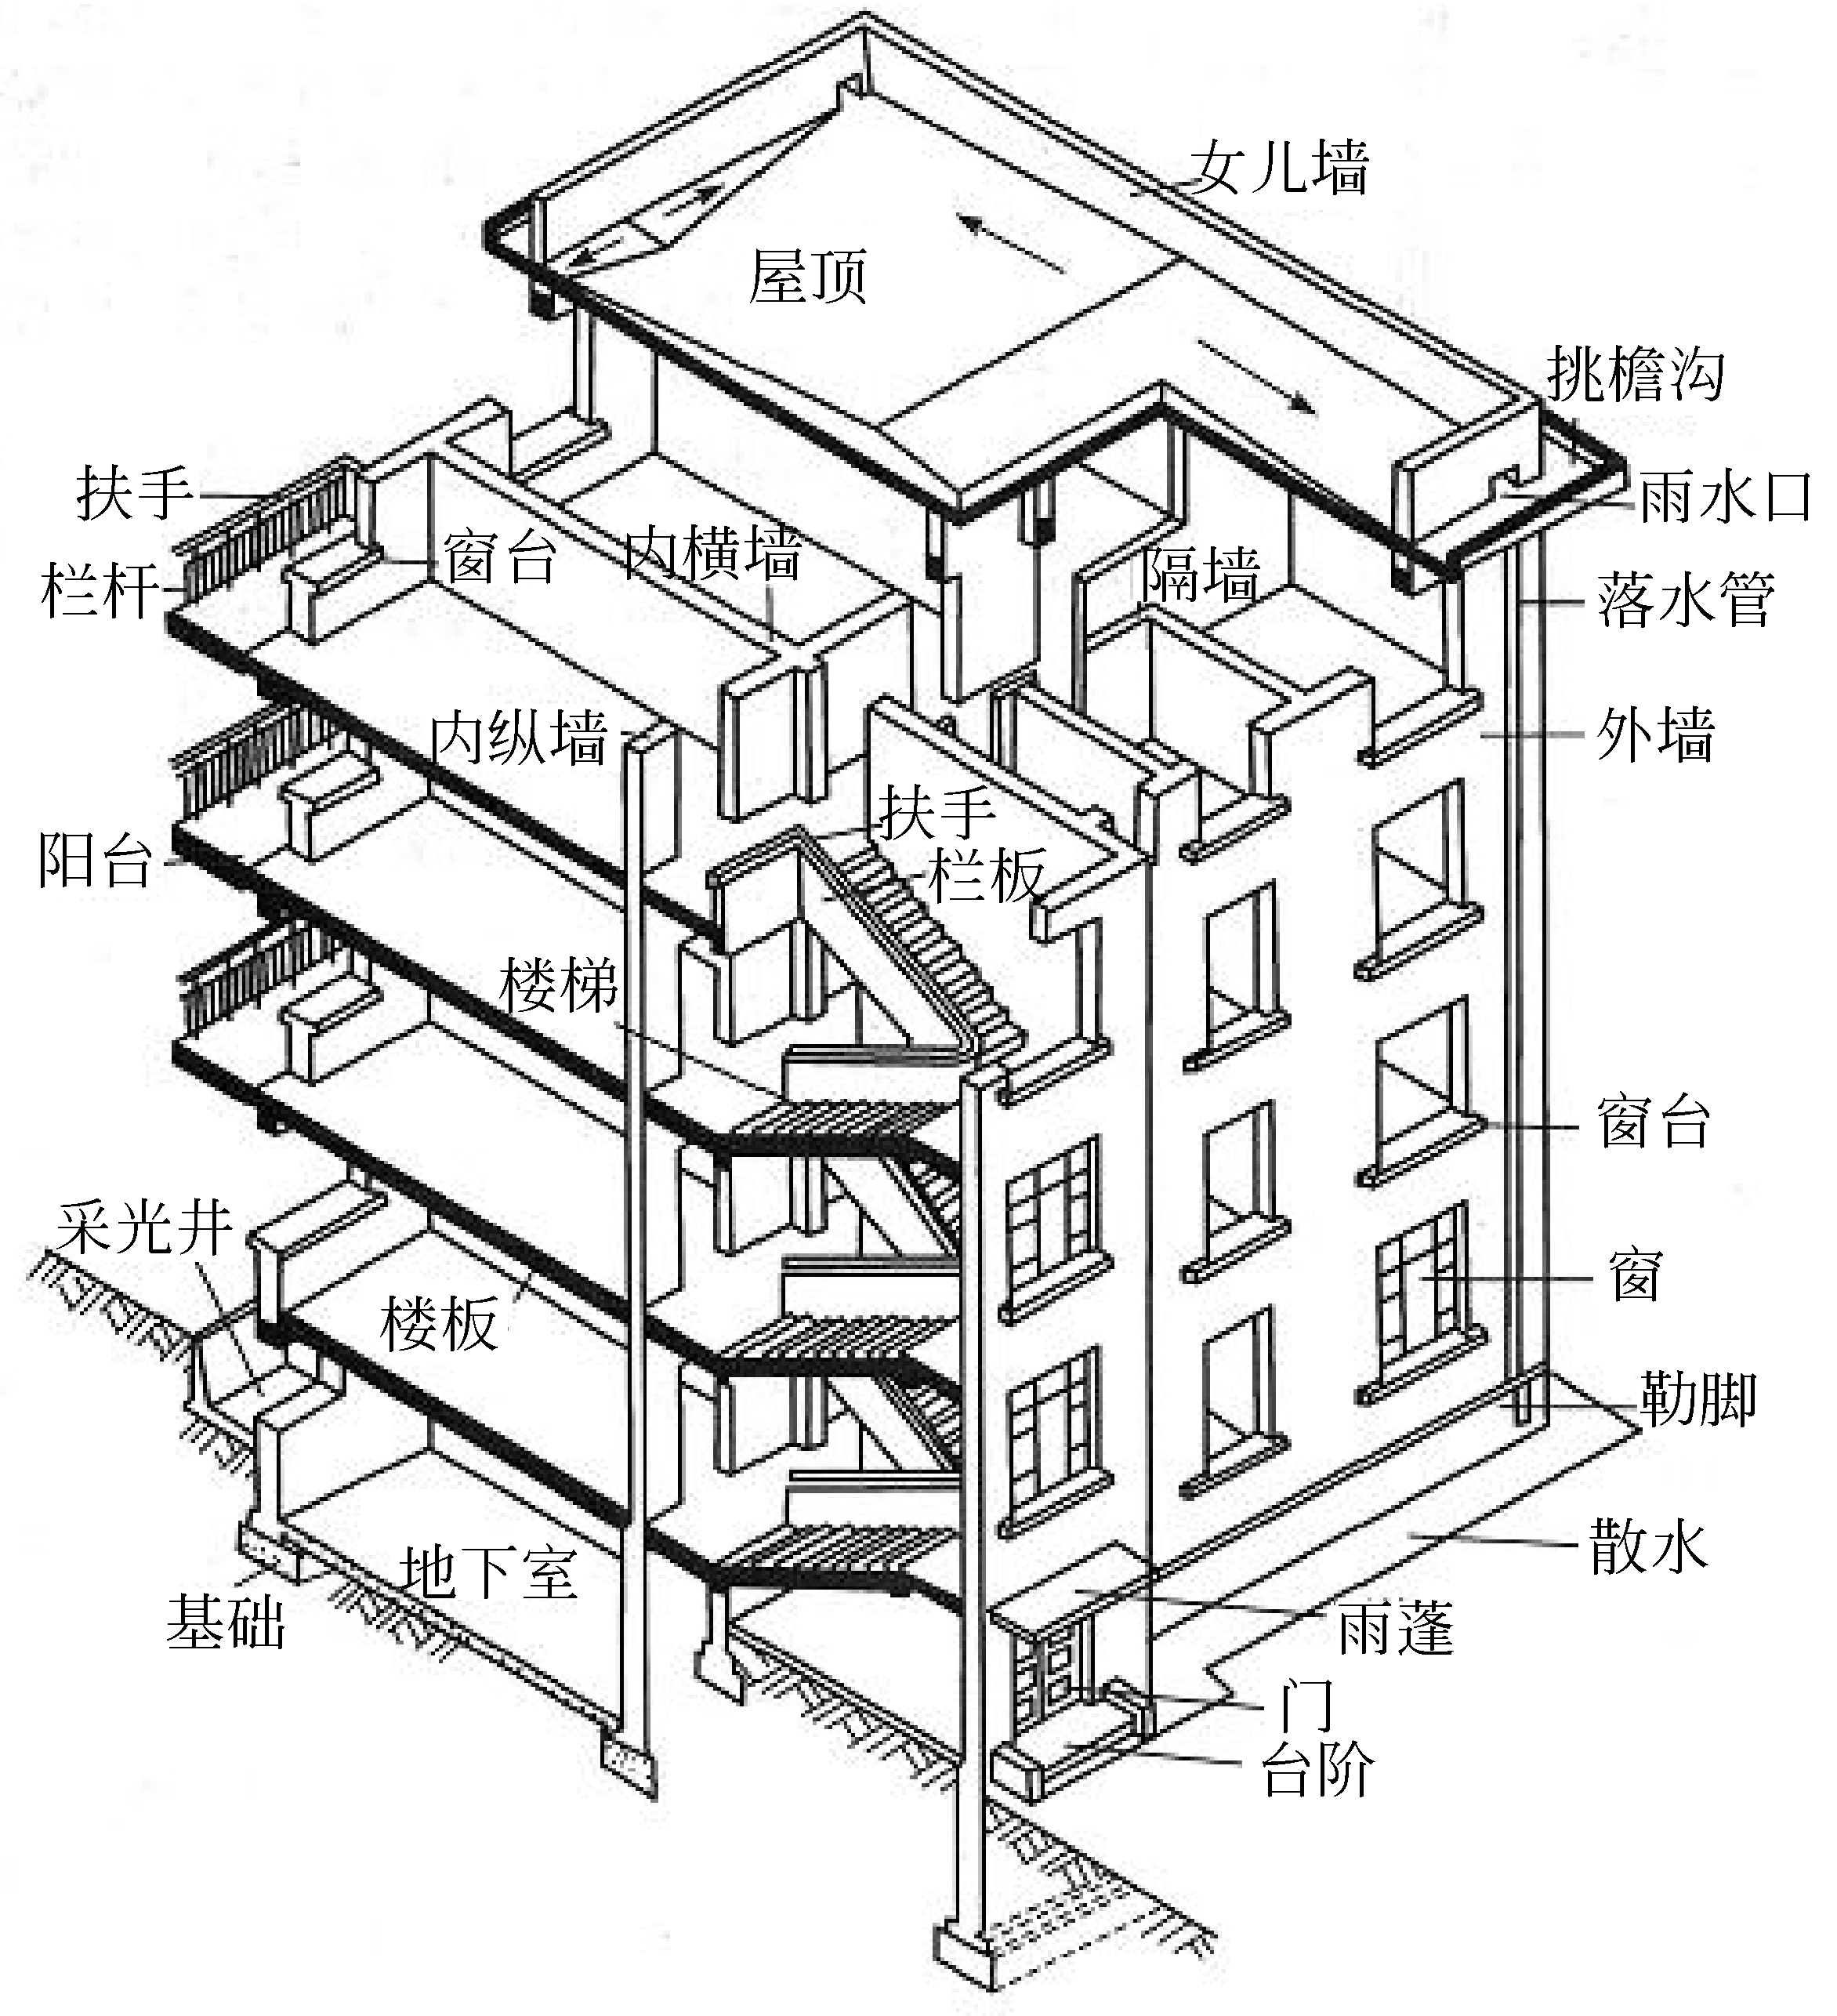 女儿墙
屋顶
挑檐沟
扶手
雨水口
窗台
内横墙
隔墙
栏杆
落水管
内纵墙
外墙
扶手
阳台
栏板
楼梯
窗台
采光井
窗
楼板
勒脚
散水
地下室
基础
雨蓬
门
台阶